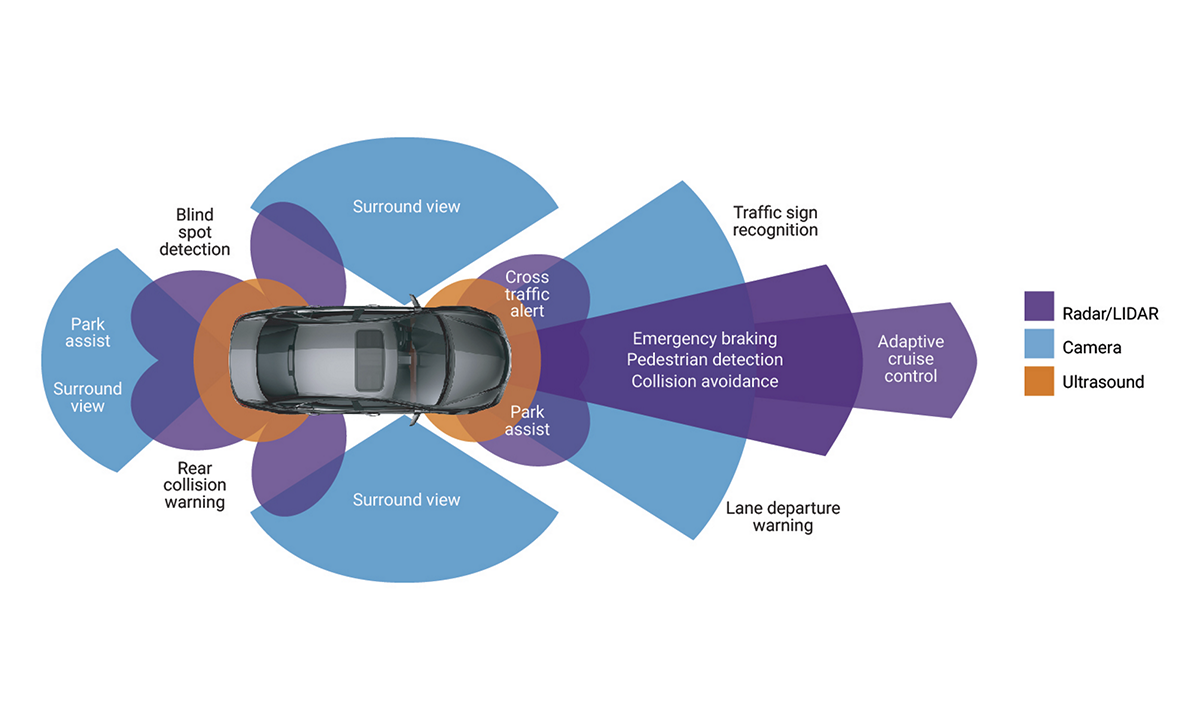 Surround view
Blind
spot
detection
Traffic sign
recognition
Cross
traffic
alert
Park
assist
Surround
view
Emergency braking
Pedestrian detection
Collision avoidance
Adaptive
cruise
control
Radar/LIDAR
Camera
Ultrasound
Park
assist
Rear
collision
warning
Surround view
Lane departure
warning